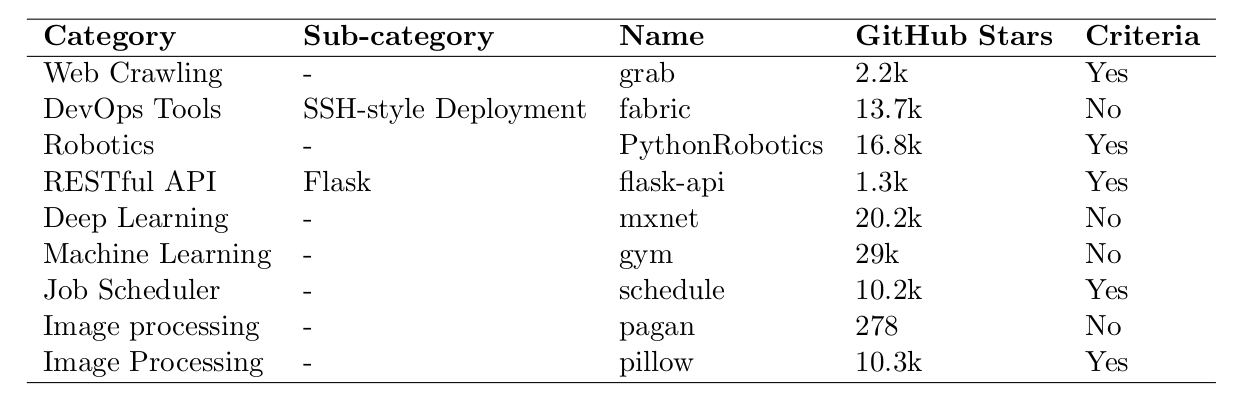 Category Sub-category Name GitHub Stars Criteria
Web Crawling - grab 2.2k Yes
DevOps Tools SSH-style Deployment fabric 13.7k No
Robotics - PythonRobotics 16.8k Yes
RESTful API Flask flask-api 1.3k Yes
Deep Learning - mxnet 20.2k No
Machine Learning - gym 29k No
Job Scheduler - schedule 10.2k Yes
Image processing - pagan 278 No
Image Processing - pillow 10.3k Yes